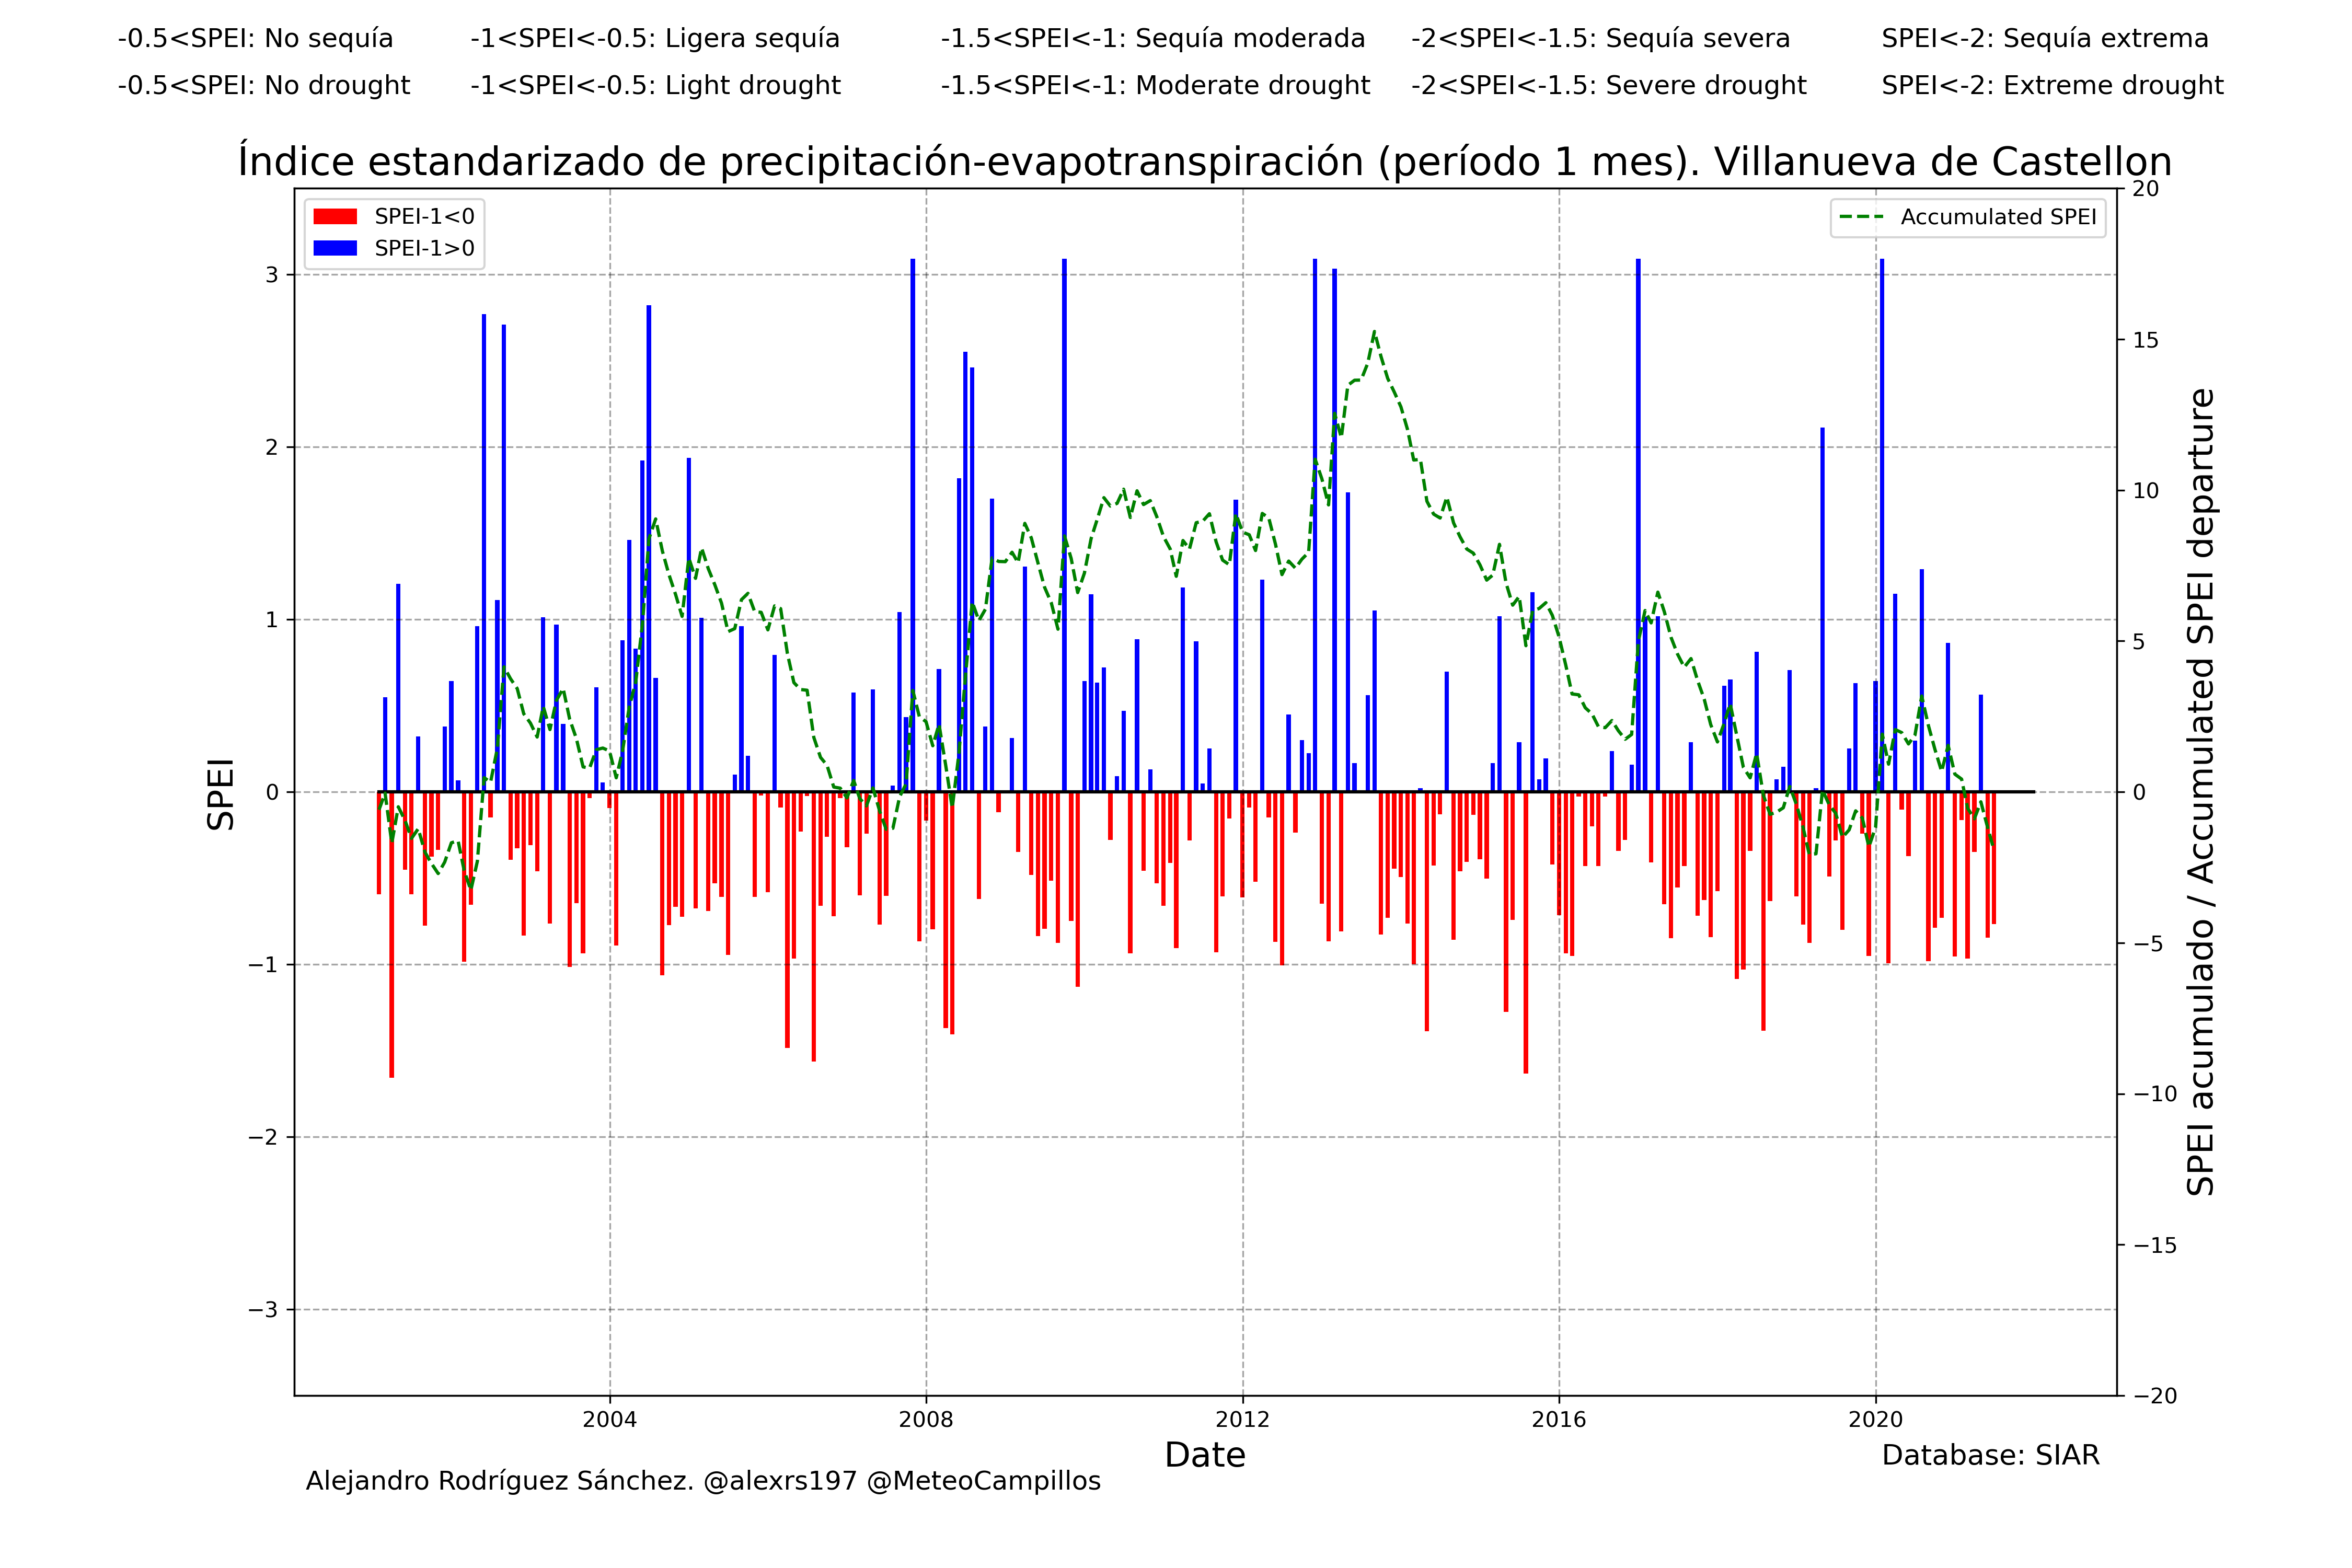 -0.5<SPEI: No sequía -1<SPEI<-0.5: Ligera sequía -1.5<SPEI<-1: Sequía moderada -2<SPEI<-1.5: Sequía severa SPEI<-2: Sequía extrema
-0.5<SPEI: No drought -1<SPEI<-0.5: Light drought -1.5<SPEI<-1: Moderate drought -2<SPEI<-1.5: Severe drought SPEI<-2: Extreme drought
Índice estandarizado de precipitación-evapotranspiración (período 1 mes). Villanueva de Castellon
SPEI-1<0
SPEI-1>0
Accumulated SPEI
SPEI
3
2
1
0
−1
−2
−3
20
15
10
5
0
−5
−10
−15
−20
SPEI acumulado / Accumulated SPEI departure
2004 2008 2012 2016 2020
Date
Database: SIAR
Alejandro Rodríguez Sánchez. @alexrs197 @MeteoCampillos